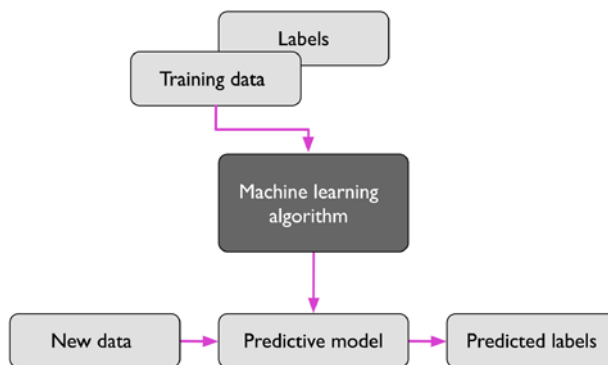 Labels
Training data
Machine learning
algorithm
New data
Predictive model
Predicted labels